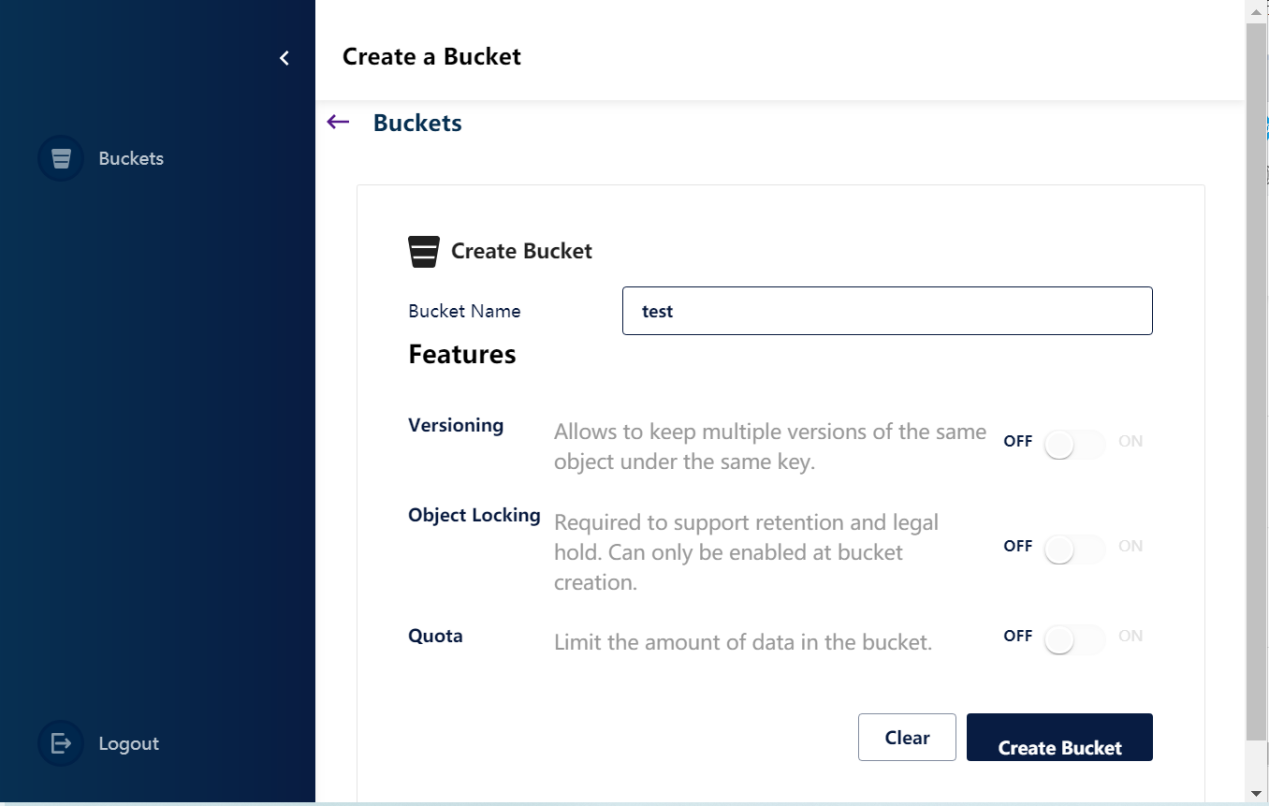 Create a Bucket
Buckets
Buckets
Create Bucket
Bucket Name
test
Features
Versioning
Allows to keep multiple versions of the same
object under the same key.
OFF
ON
Object Locking
Required to support retention and legal
hold. Can only be enabled at bucket
creation.
OFF
ON
Quota
Limit the amount of data in the bucket.
OFF
ON
Clear
Create Bucket
Logout